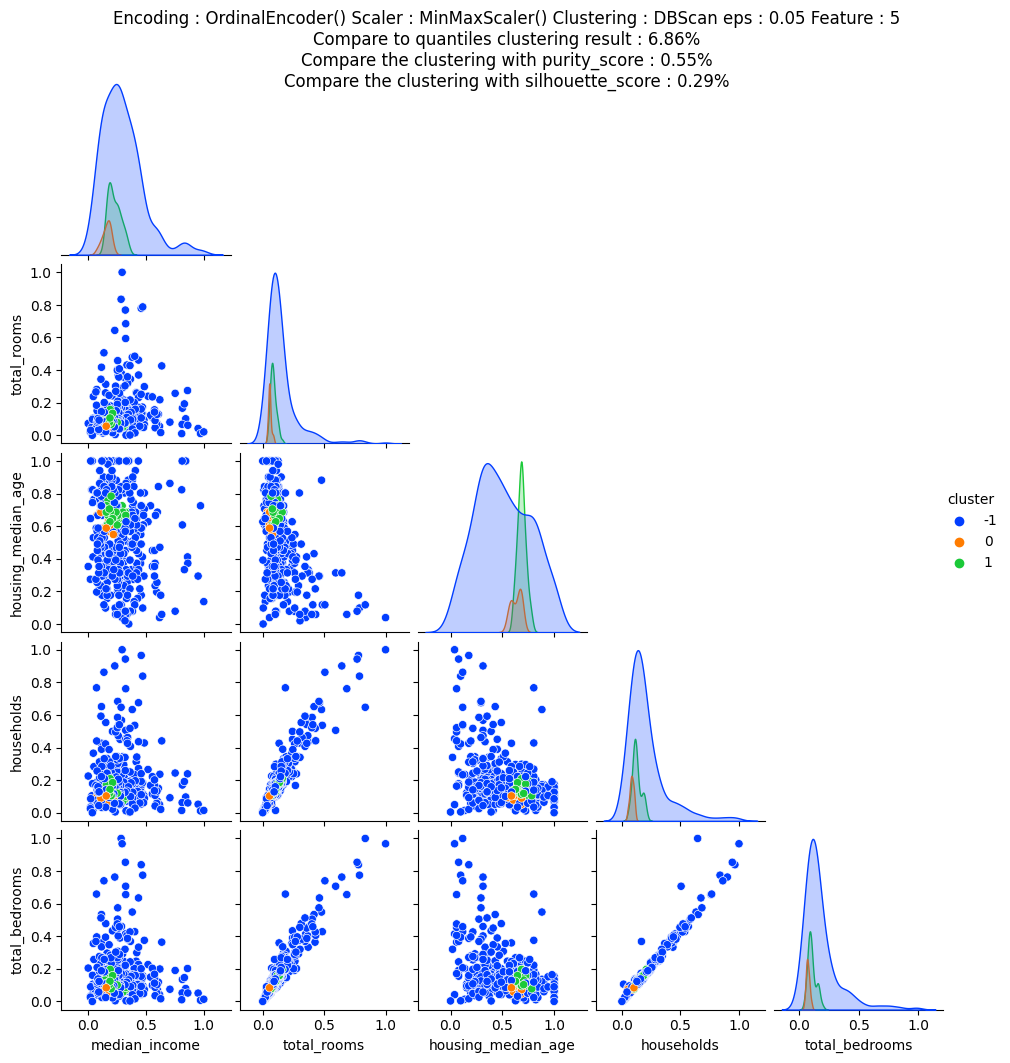 Encoding : OrdinalEncoder() Scaler : MinMaxScaler() Clustering : DBScan eps : 0.05 Feature : 5
Compare to quantiles clustering result : 6.86%
Compare the clustering with purity_score : 0.55%
Compare the clustering with silhouette_score : 0.29%
1.0
0.8
0.6
0.4
0.2
0.0
total_rooms
1.0
0.8
0.6
0.4
0.2
0.0
housing_median_age
cluster
-1
0
1
1.0
0.8
0.6
0.4
0.2
0.0
households
1.0
0.8
0.6
0.4
0.2
0.0
total_bedrooms
0.0 0.5 1.0
median_income
0.0 0.5 1.0
total_rooms
0.0 0.5 1.0
housing_median_age
0.0 0.5 1.0
households
0.0 0.5 1.0
total_bedrooms